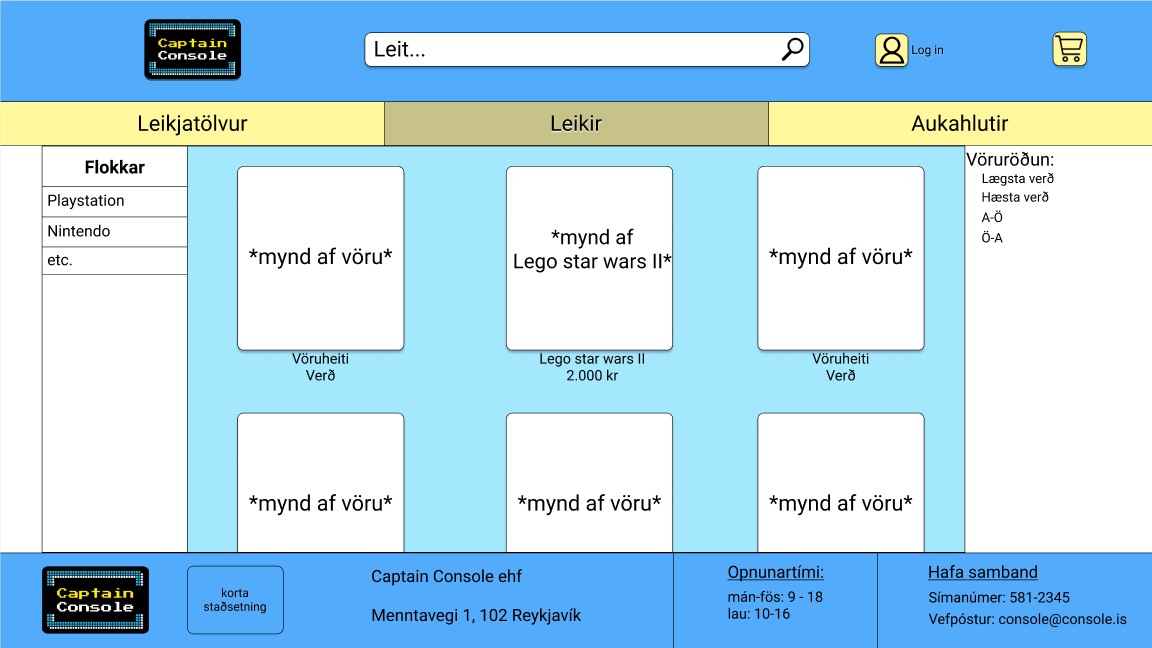 Captain
Console
Leit...
Log in
Leikjatölvur
Leikir
Aukahlutir
Flokkar
Playstation
Nintendo
etc.
*mynd af vöru*
*mynd af
Lego star wars II*
*mynd af vöru*
Vöruheiti
Verð
Lego star wars II
2.000 kr
Vöruheiti
Verð
*mynd af vöru*
*mynd af vöru*
*mynd af vöru*
Vöruröðun:
Lægsta verð
Hæsta verð
A-Ö
Ö-A
Captain
Console
korta
staðsetning
Captain Console ehf
Menntavegi 1, 102 Reykjavík
Opnunartími:
mán-fös: 9 - 18
lau: 10-16
Hafa samband
Símanúmer: 581-2345
Vefpóstur: console@console.is